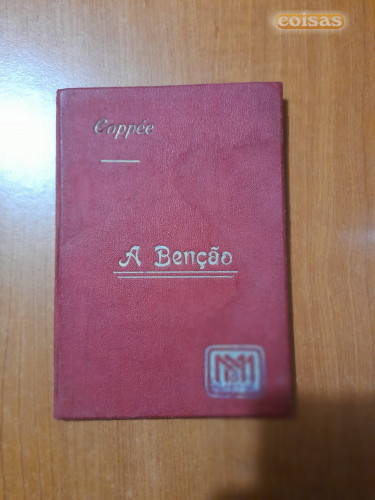 coisas
Coppée
A Benção